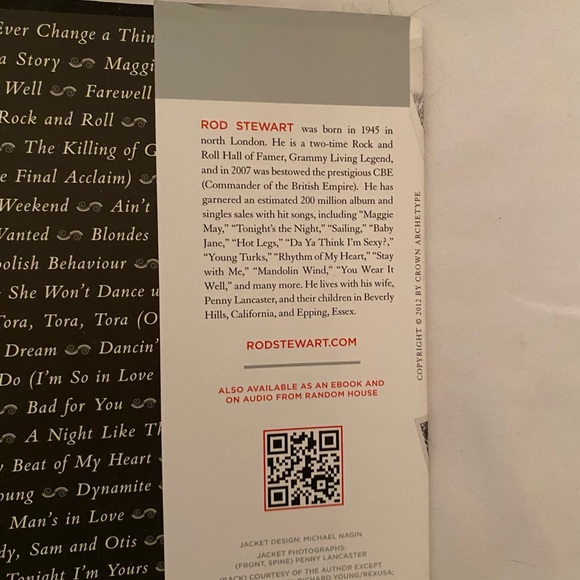 Ever Change a Thin
a Story Maggi
Well Farewell
Rock and Roll
The Killing of G
e Final Acclaim)
Weekend Ain't
Wanted Blondes
oolish Behaviour
She Won't Dance u
Tora, Tora, Tora (O
Dream Dancin'
Do (I'm So in Love
Bad for You
A Night Like Th
Beat of My Heart
oung Dynamite
Man's in Love
dy, Sam and Otis
Tonight I'm Yours
ROD STEWART was born in 1945 in
north London. He is a two-time Rock and
Roll Hall of Famer, Grammy Living Legend,
and in 2007 was bestowed the prestigious CBE
(Commander of the British Empire). He has
garnered an estimated 200 million album and
singles sales with hit songs, including “Maggie
May,” “Tonight's the Night,” “Sailing,” “Baby
Jane,” “Hot Legs,” “Da Ya Think I'm Sexy?,”
“Young Turks,” “Rhythm of My Heart,” “Stay
with Me,” “Mandolin Wind,” “You Wear It
Well,” and many more. He lives with his wife,
Penny Lancaster, and their children in Beverly
Hills, California, and Epping, Essex.
RODSTEWART.COM
ALSO AVAILABLE AS AN EBOOK AND
ON AUDIO FROM RANDOM HOUSE
JACKET DESIGN: MICHAEL NAGIN
JACKET PHOTOGRAPHS:
(FRONT, SPINE) PENNY LANCASTER
(BACK) COURTESY OF THE AUTHOR EXCEPT
RICHARD YOUNG/REXUSA,
COPYRIGHT © 2012 BY CROWN ARCHETYPE